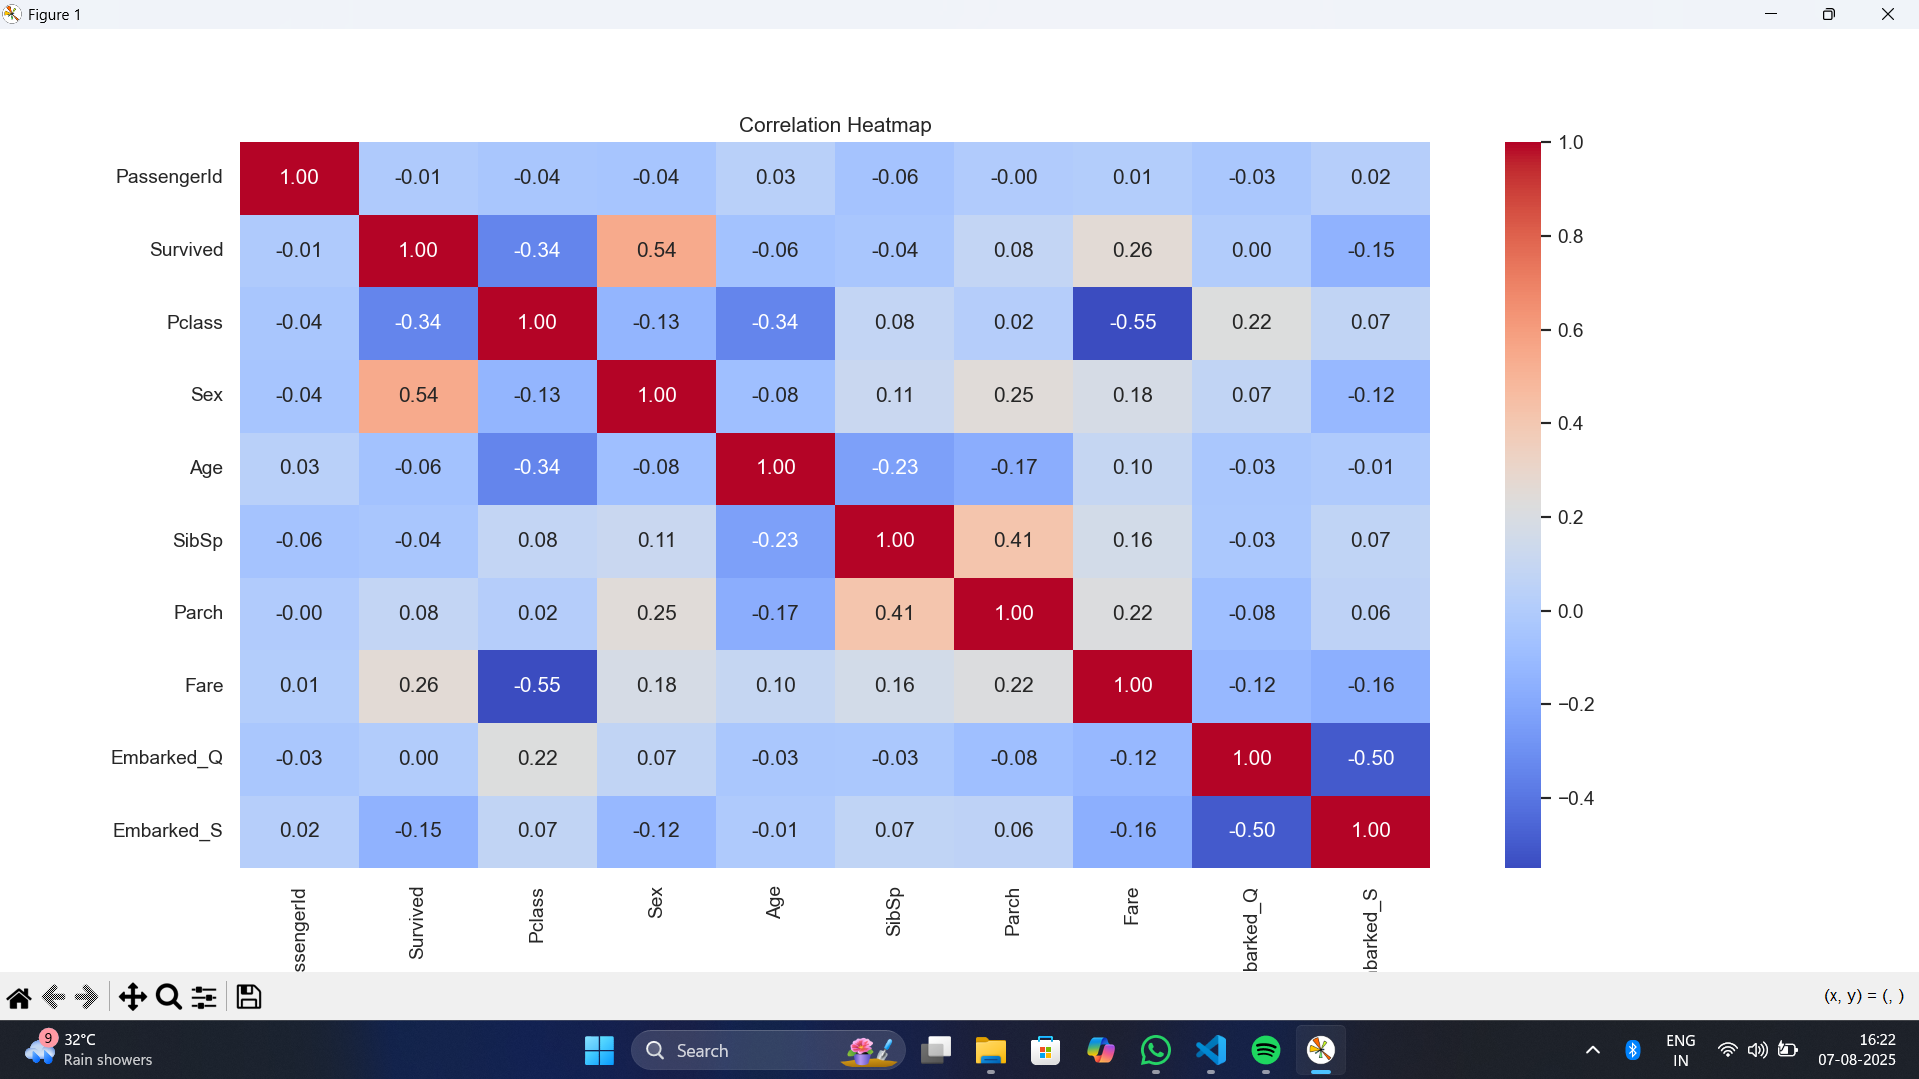 Figure 1
Correlation Heatmap
PassengerId 1.00 -0.01 -0.04 -0.04 0.03 -0.06 -0.00 0.01 -0.03 0.02
Survived -0.01 1.00 -0.34 0.54 -0.06 -0.04 0.08 0.26 0.00 -0.15
Pclass -0.04 -0.34 1.00 -0.13 -0.34 0.08 0.02 -0.55 0.22 0.07
Sex -0.04 0.54 -0.13 1.00 -0.08 0.11 0.25 0.18 0.07 -0.12
Age 0.03 -0.06 -0.34 -0.08 1.00 -0.23 -0.17 0.10 -0.03 -0.01
SibSp -0.06 -0.04 0.08 0.11 -0.23 1.00 0.41 0.16 -0.03 0.07
Parch -0.00 0.08 0.02 0.25 -0.17 0.41 1.00 0.22 -0.08 0.06
Fare 0.01 0.26 -0.55 0.18 0.10 0.16 0.22 1.00 -0.12 -0.16
Embarked_Q -0.03 0.00 0.22 0.07 -0.03 -0.03 -0.08 -0.12 1.00 -0.50
Embarked_S 0.02 -0.15 0.07 -0.12 -0.01 0.07 0.06 -0.16 -0.50 1.00
ssengerId Survived Pclass Sex Age SibSp Parch Fare barked_Q barked_S
1.0
0.8
0.6
0.4
0.2
0.0
−0.2
−0.4
(x, y) = (, )
9
32°C
Rain showers
Search
ENG
IN
16:22
07-08-2025